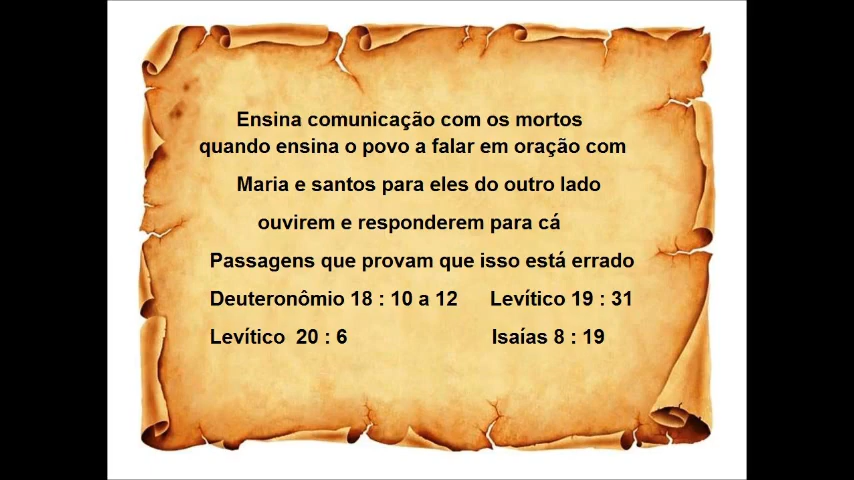 Ensina comunicação com os mortos
quando ensina o povo a falar em oração com
Maria e santos para eles do outro lado
ouvirem e responderem para cá
Passagens que provam que isso está errado
Deuteronômio 18 : 10 a 12 Levítico 19 : 31
Levítico 20 : 6 Isaías 8 : 19